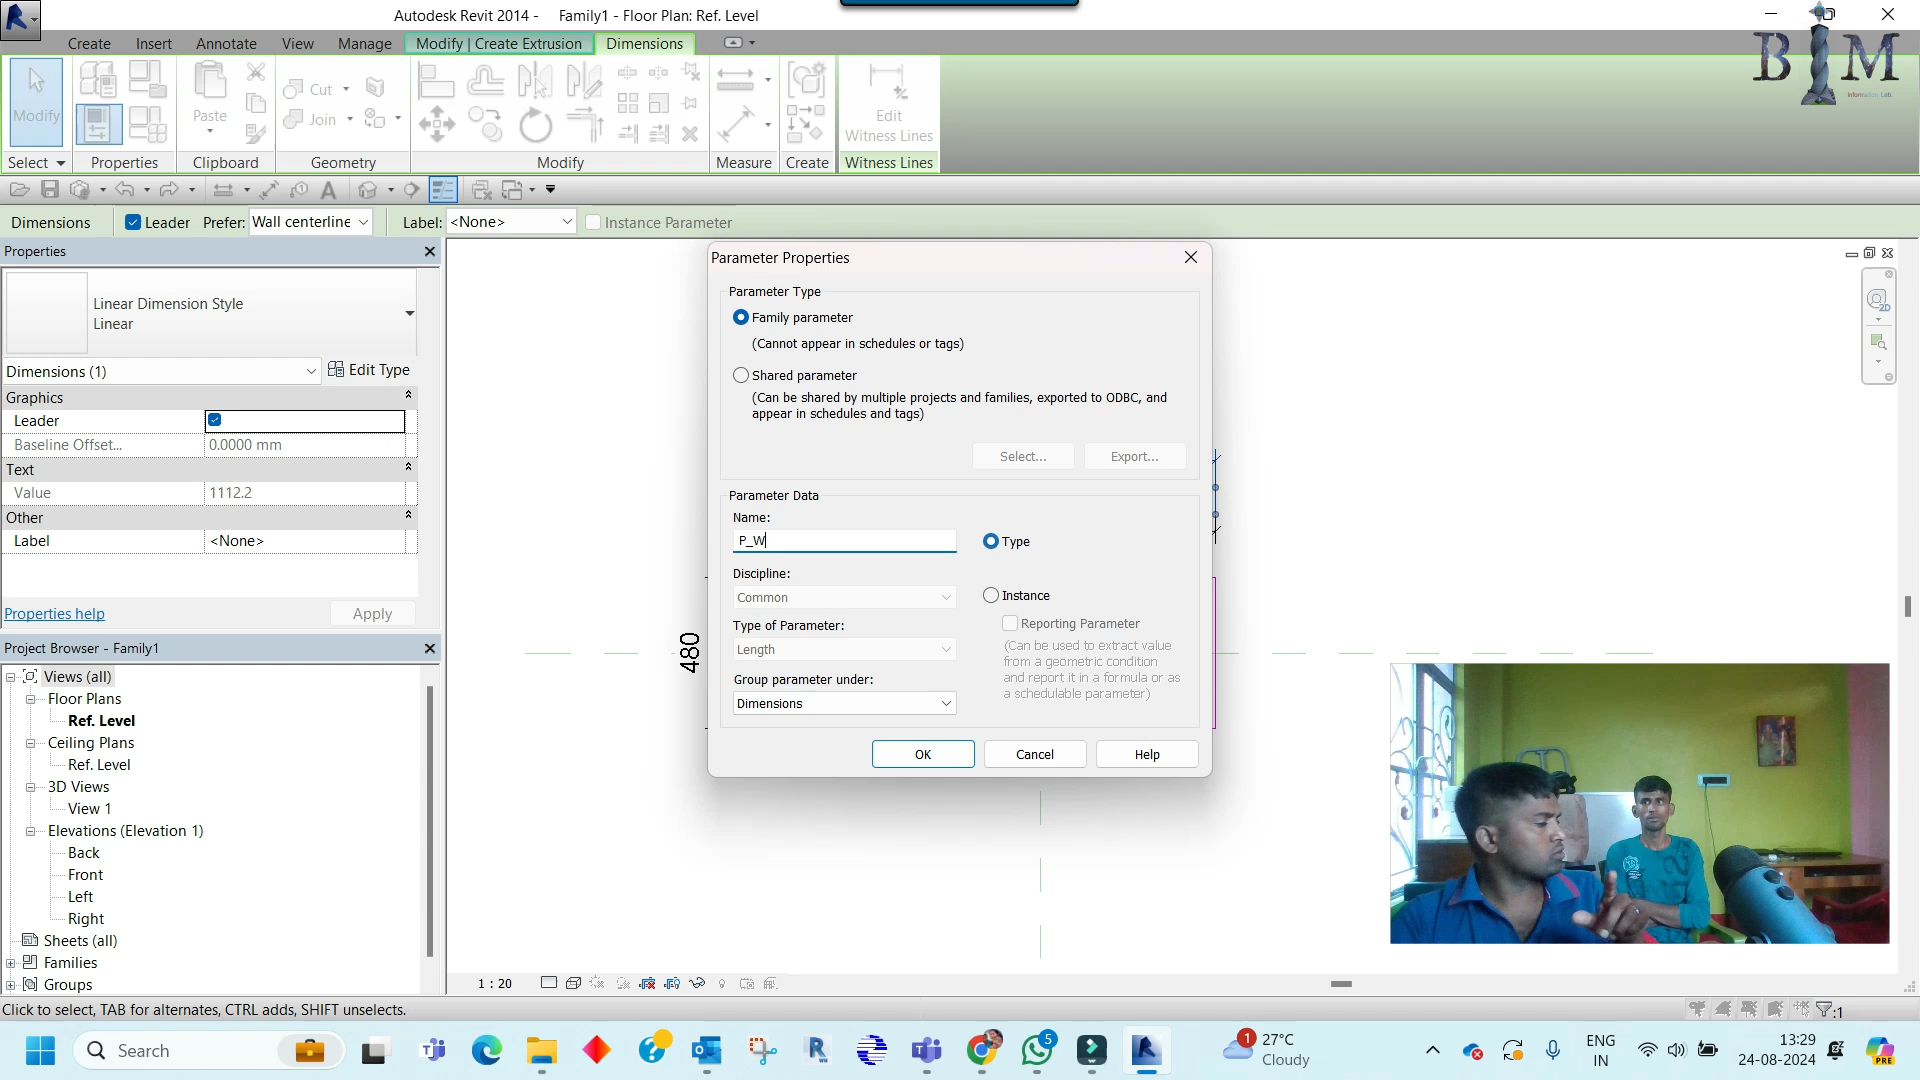 Autodesk Revit 2014 - Family1 - Floor Plan: Ref. Level
Create Insert Annotate View Manage Modify | Create Extrusion Dimensions
BIM
Information Lab.
Modify
Paste
Cut
Join
Edit
Witness Lines
Select Properties Clipboard Geometry Modify Measure Create Witness Lines
Dimensions Leader Prefer: Wall centerline Label: <None> Instance Parameter
Properties
Linear Dimension Style
Linear
Dimensions (1) Edit Type
Graphics
Leader
Baseline Offset... 0.0000 mm
Text
Value 1112.2
Other
Label <None>
Properties help Apply
Project Browser - Family1
Views (all)
Floor Plans
Ref. Level
Ceiling Plans
Ref. Level
3D Views
View 1
Elevations (Elevation 1)
Back
Front
Left
Right
Sheets (all)
Families
Groups
Parameter Properties
Parameter Type
Family parameter
(Cannot appear in schedules or tags)
Shared parameter
(Can be shared by multiple projects and families, exported to ODBC, and
appear in schedules and tags)
Select... Export...
Parameter Data
Name:
P_W
Type
Discipline:
Common
Instance
Reporting Parameter
(Can be used to extract value
from a geometric condition
and report it in a formula or as
a schedulable parameter)
Type of Parameter:
Length
Group parameter under:
Dimensions
OK Cancel Help
480
2D
1 : 20
Click to select, TAB for alternates, CTRL adds, SHIFT unselects.
:1
Search
5
1
27°C
Cloudy
ENG
IN
13:29
24-08-2024
PRE